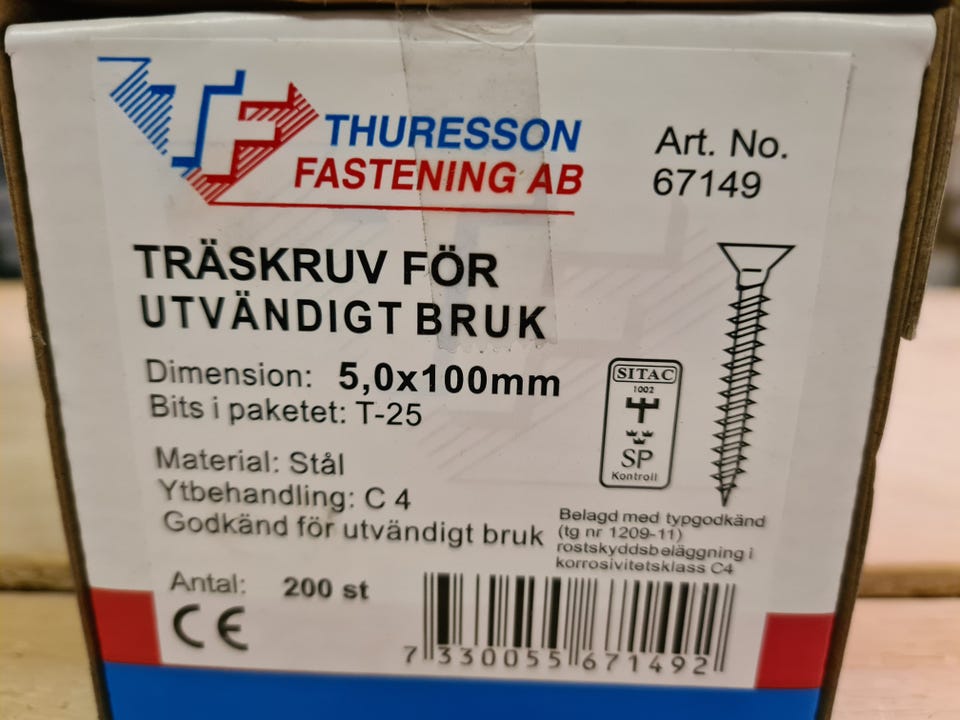 THURESSON
FASTENING AB
Art. No.
67149
TRÄSKRUV FÖR
UTVÄNDIGT BRUK
Dimension: 5,0x100mm
Bits i paketet: T-25
Material: Stål
Ytbehandling: C 4
Godkänd för utvändigt bruk
SITAC
1002
SP
Kontroll
Belagd med typgodkänd
(tg nr 1209-11)
rostskyddsbeläggning i
korrosivitetsklass C4
Antal: 200 st
CE
7 330055 671492